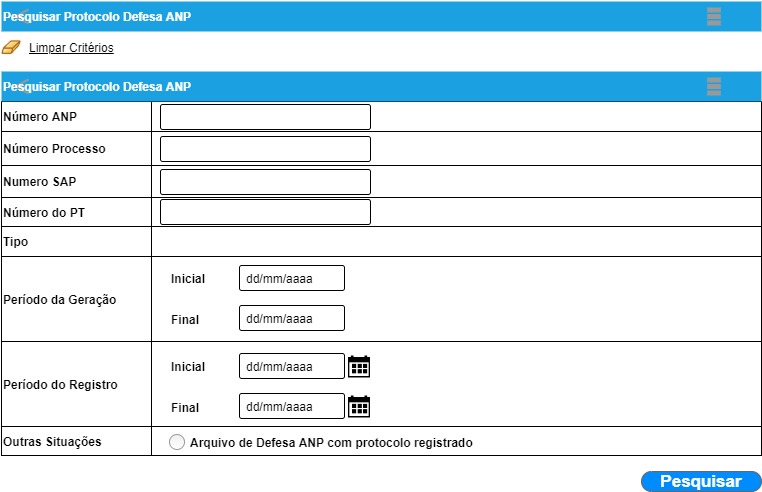 Pesquisar Protocolo Defesa ANP
Limpar Critérios
Pesquisar Protocolo Defesa ANP
Número ANP
Número Processo
Numero SAP
Número do PT
Tipo
Período da Geração
Inicial dd/mm/aaaa
Final dd/mm/aaaa
Período do Registro
Inicial dd/mm/aaaa
Final dd/mm/aaaa
Outras Situações
Arquivo de Defesa ANP com protocolo registrado
Pesquisar